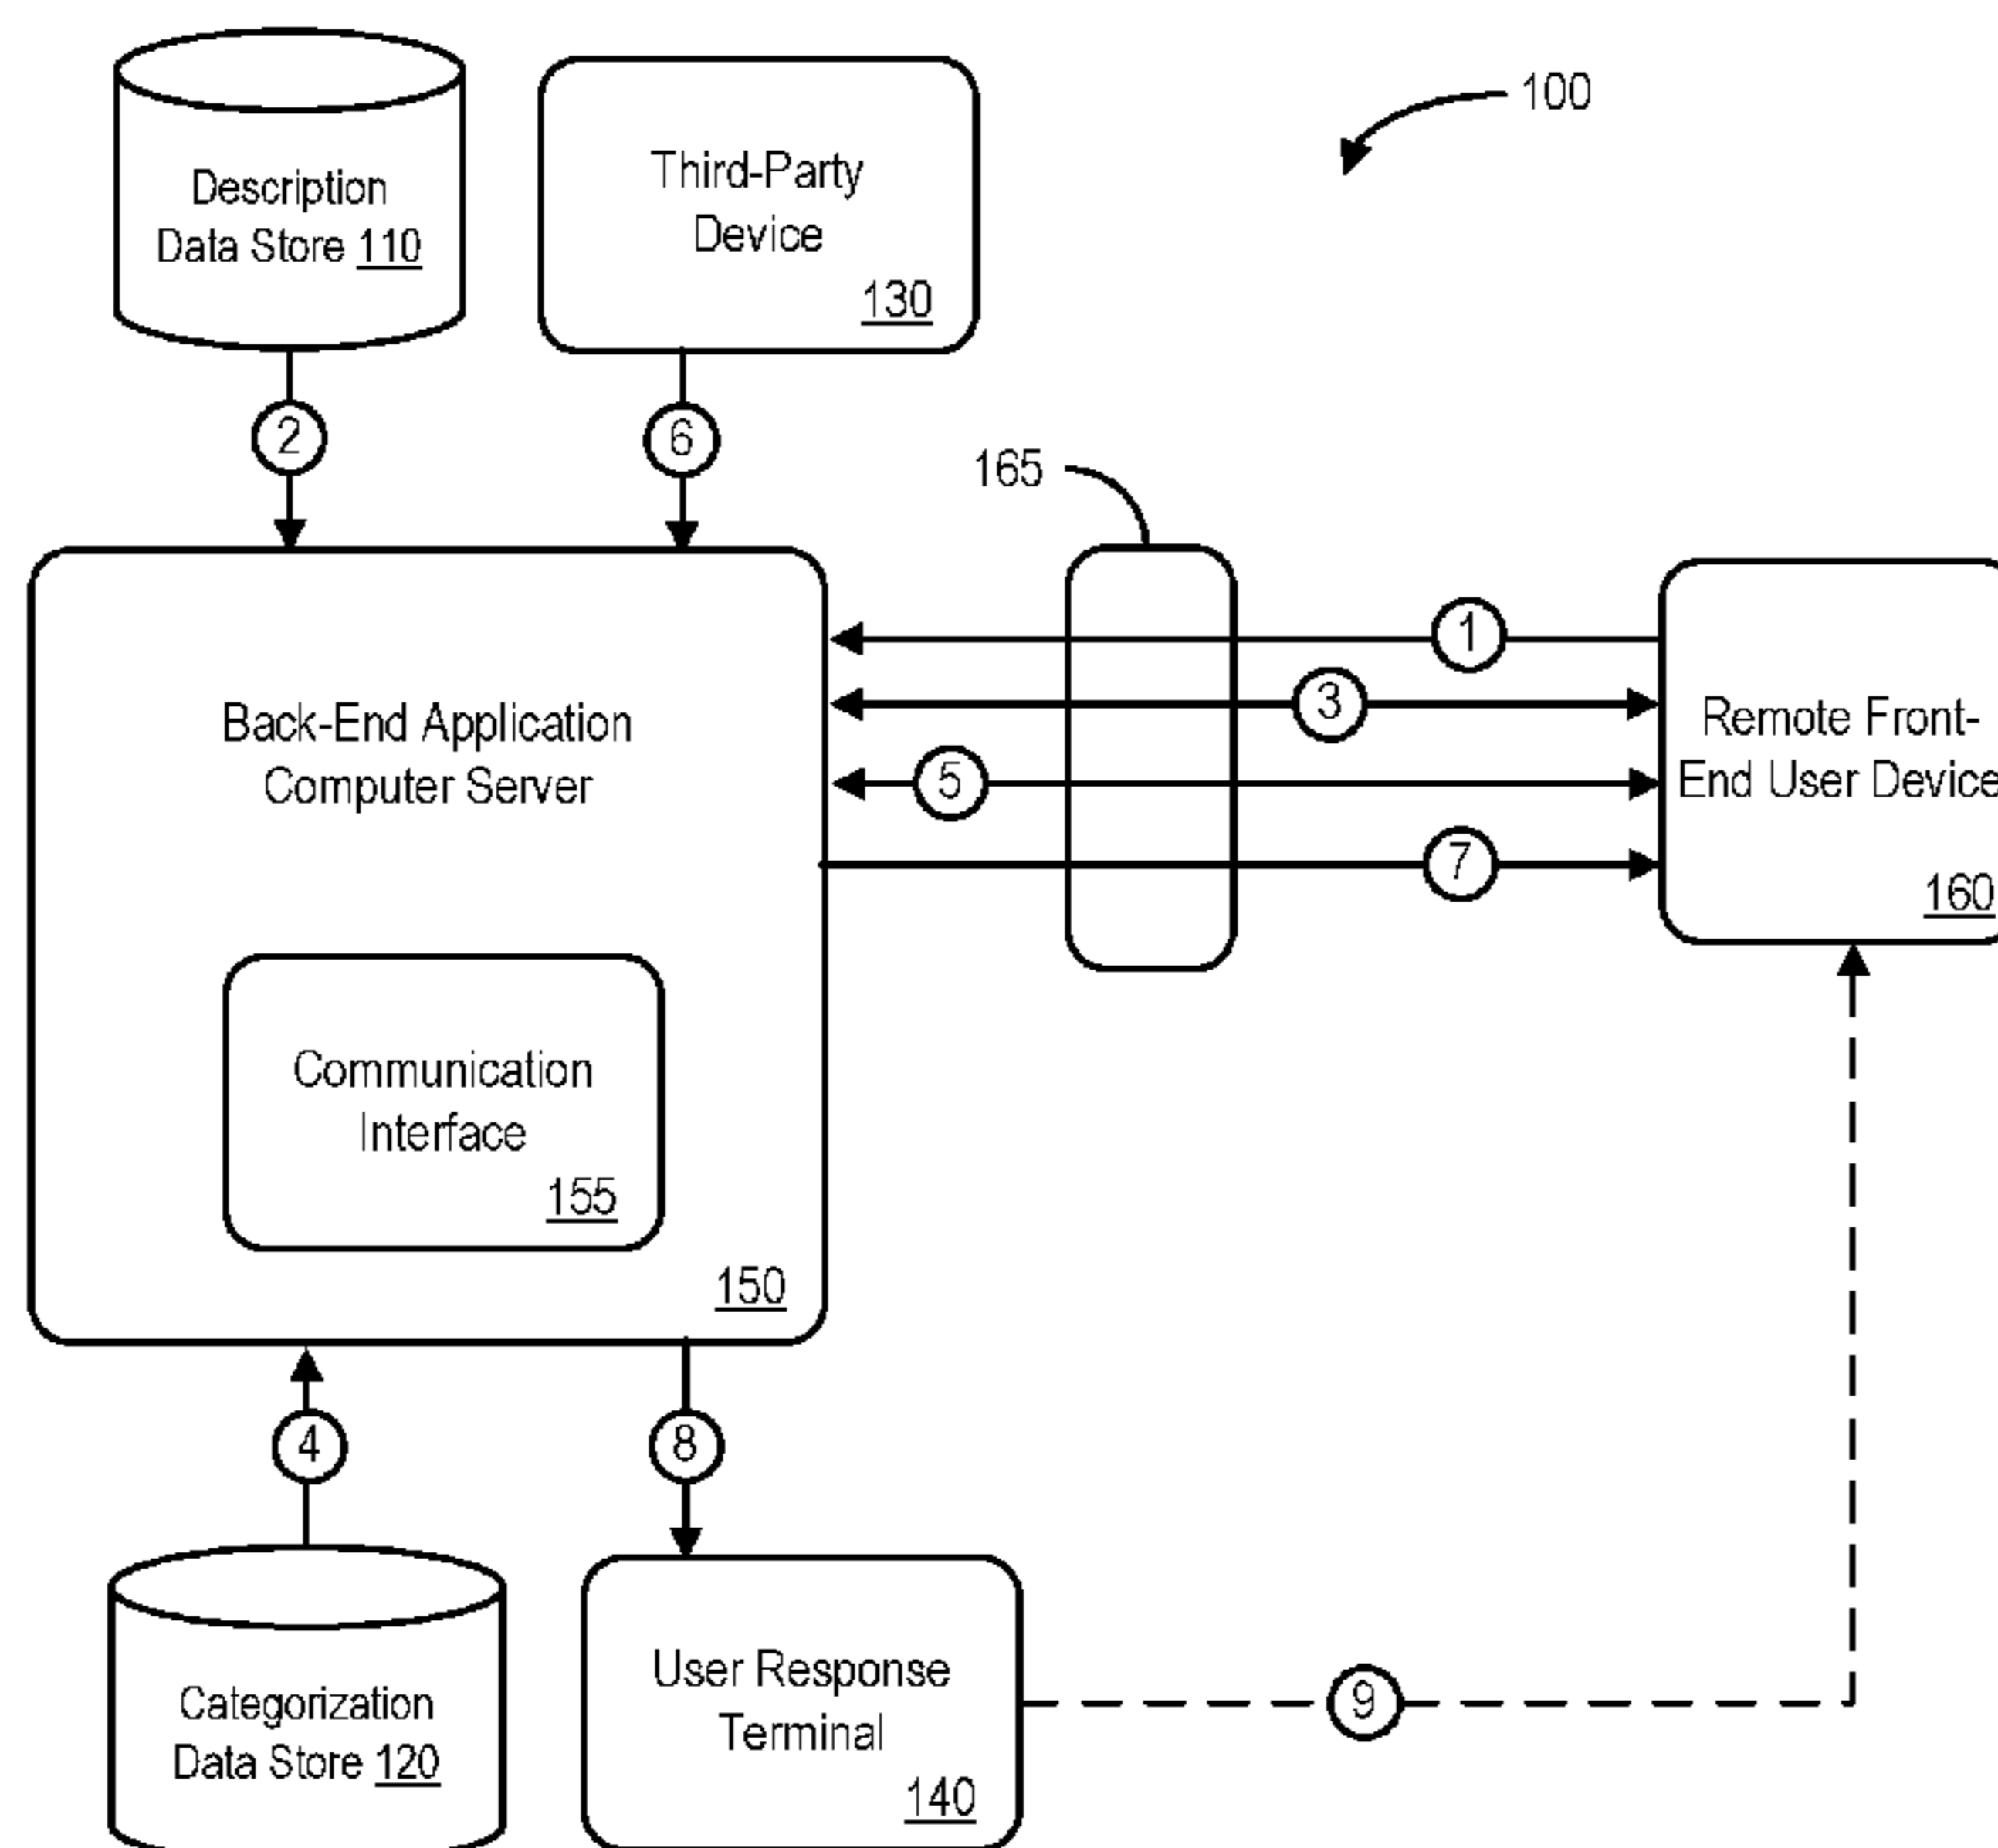 Description
Data Store 110
Third-Party
Device
130
100
2
6
165
1
3
5
7
Back-End Application
Computer Server
Remote Front-
End User Device
160
Communication
Interface
155
150
4
8
Categorization
Data Store 120
User Response
Terminal
140
9